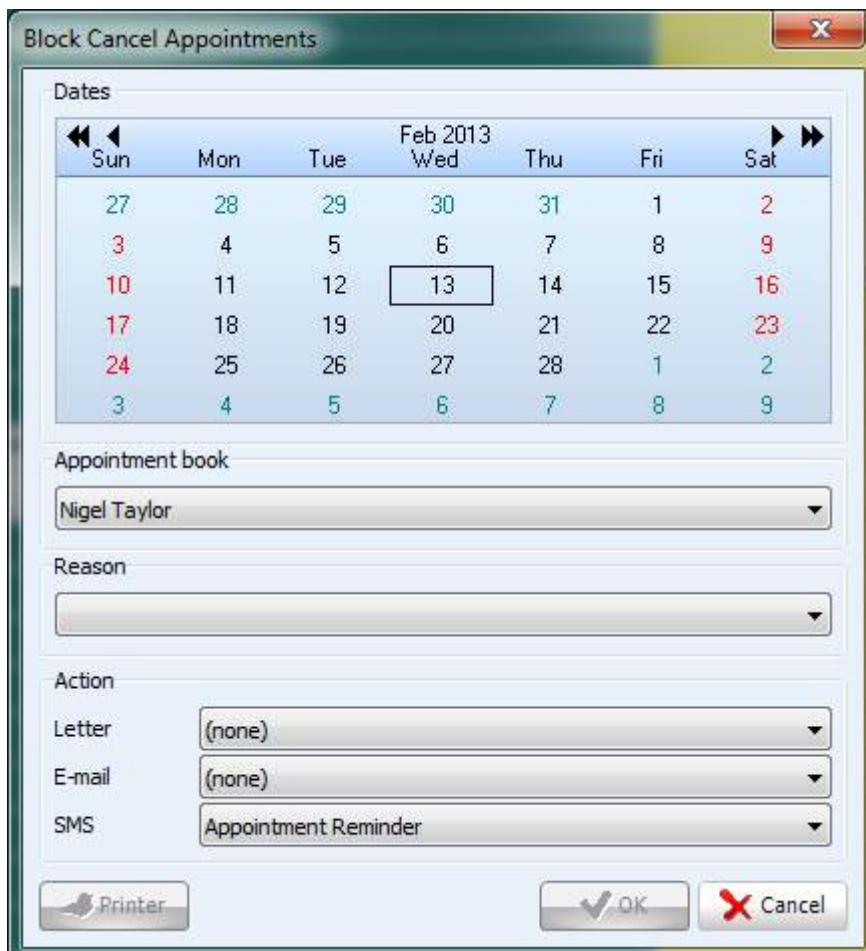 Block Cancel Appointments
Dates
Feb 2013
Sun Mon Tue Wed Thu Fri Sat
27 28 29 30 31 1 2
3 4 5 6 7 8 9
10 11 12 13 14 15 16
17 18 19 20 21 22 23
24 25 26 27 28 1 2
3 4 5 6 7 8 9
Appointment book
Nigel Taylor
Reason
Action
Letter (none)
E-mail (none)
SMS Appointment Reminder
Printer OK Cancel